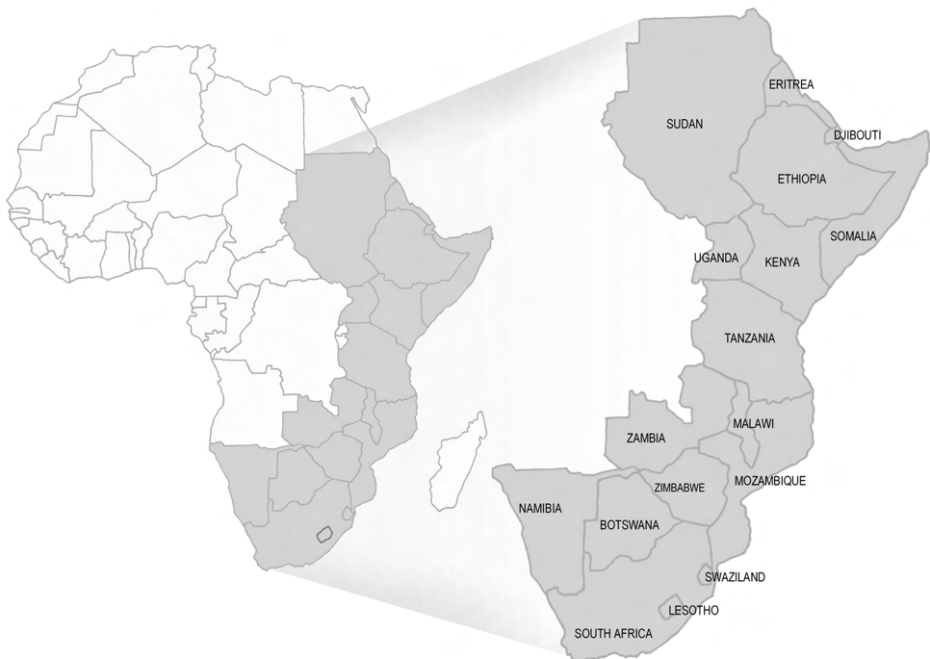 ERITREA
SUDAN
DJIBOUTI
ETHIOPIA
SOMALIA
UGANDA
KENYA
TANZANIA
MALAWI
ZAMBIA
MOZAMBIQUE
ZIMBABWE
NAMIBIA
BOTSWANA
SWAZILAND
LESOTHO
SOUTH AFRICA